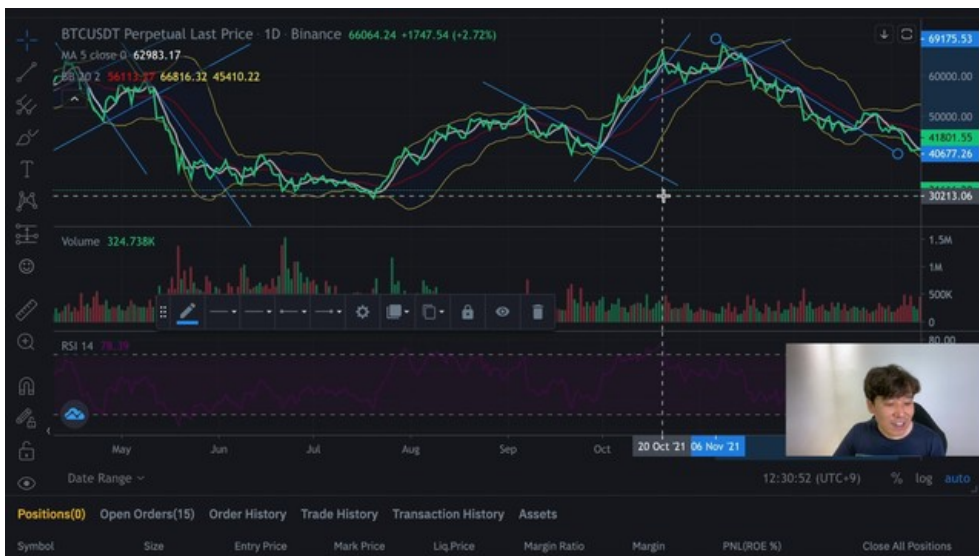 BTCUSDT Perpetual Last Price · 1D · Binance 66064.24 +1747.54 (+2.72%)
MA 5 close 0 62983.17
BB 20 2 56113.77 66816.32 45410.22
69175.53
60000.00
50000.00
41801.55
40677.26
30213.06
Volume 324.738K
1.5M
1M
500K
0
RSI 14 78.39
80.00
May Jun Jul Aug Sep Oct 20 Oct '21 06 Nov '21
Date Range
12:30:52 (UTC+9) % log auto
Positions(0) Open Orders(15) Order History Trade History Transaction History Assets
Symbol Size Entry Price Mark Price Liq.Price Margin Ratio Margin PNL(ROE %) Close All Positions